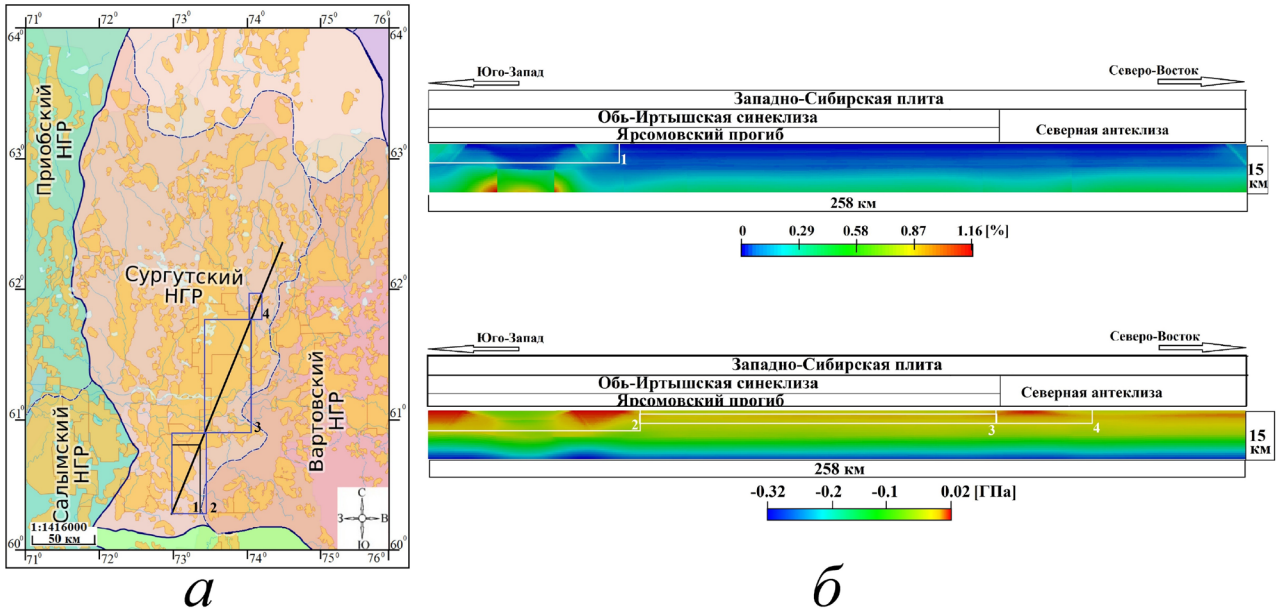 71⁰ 72⁰ 73⁰ 74⁰ 75⁰ 76⁰
64⁰ 64⁰
Приобский
НГР
63⁰ 63⁰
62⁰ 62⁰
Сургутский
НГР
4
61⁰ 61⁰
3
Салымский
НГР
Вартовский
НГР
1 2
1:1416000
50 км
С
З В
Ю
60⁰ 60⁰
71⁰ 72⁰ 73⁰ 74⁰ 75⁰ 76⁰
а
Юго-Запад Северо-Восток
Западно-Сибирская плита
Обь-Иртышская синеклиза
Ярсомовский прогиб
Северная антеклиза
1
15
км
258 км
0 0.29 0.58 0.87 1.16 [%]
Юго-Запад Северо-Восток
Западно-Сибирская плита
Обь-Иртышская синеклиза
Ярсомовский прогиб
Северная антеклиза
2 3 4
15
км
258 км
-0.32 -0.2 -0.1 0.02 [ГПа]
б